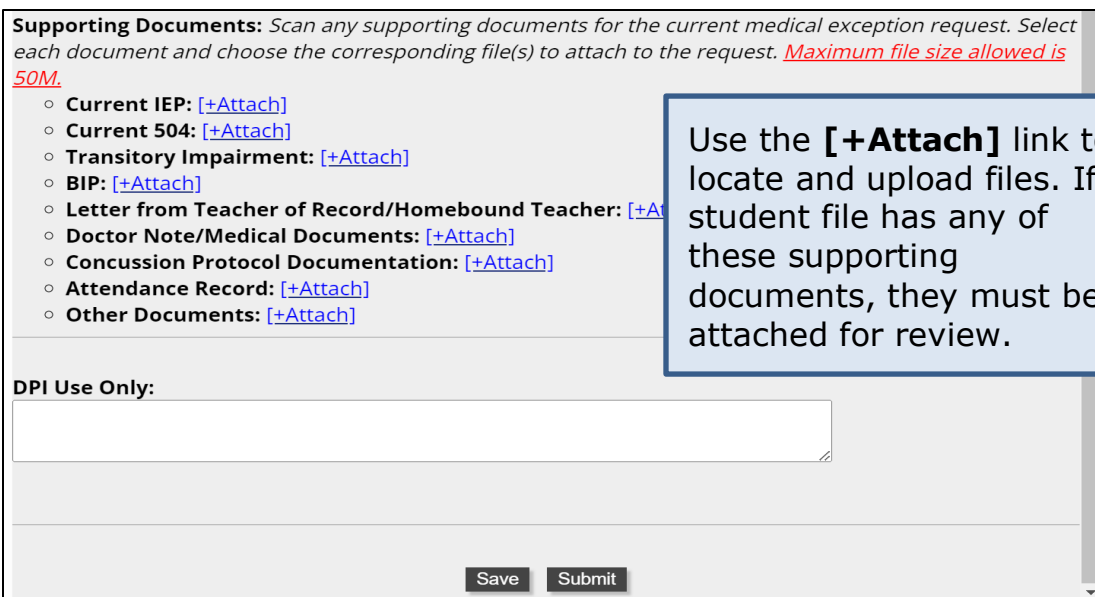 Supporting Documents: Scan any supporting documents for the current medical exception request. Select
each document and choose the corresponding file(s) to attach to the request. Maximum file size allowed is
50M.
Current IEP: [+Attach]
Current 504: [+Attach]
Transitory Impairment: [+Attach]
BIP: [+Attach]
Letter from Teacher of Record/Homebound Teacher: [+At
Doctor Note/Medical Documents: [+Attach]
Concussion Protocol Documentation: [+Attach]
Attendance Record: [+Attach]
Other Documents: [+Attach]
Use the [+Attach] link
locate and upload files. If
student file has any of
these supporting
documents, they must be
attached for review.
DPI Use Only:
Save Submit